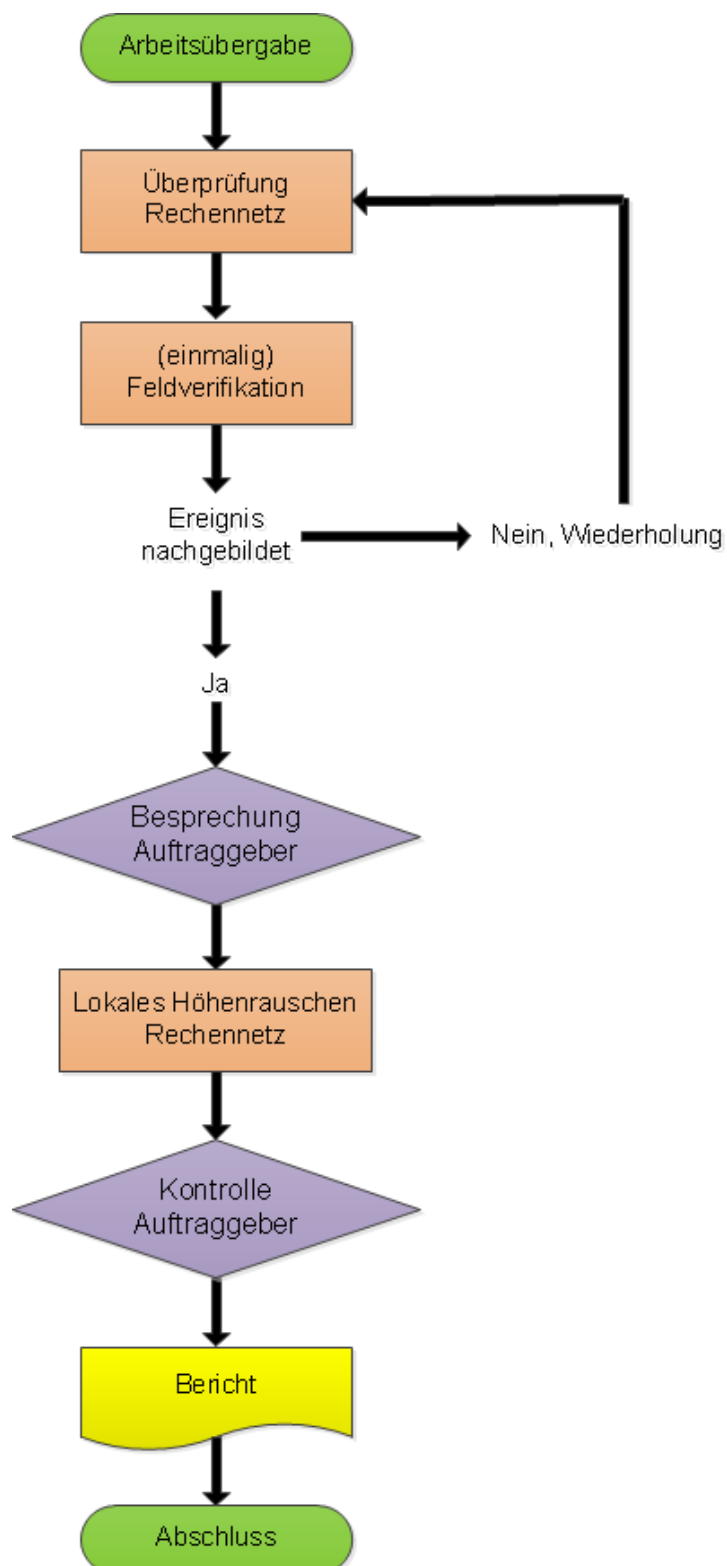 Arbeitsübergabe
Überprüfung
Rechennetz
(einmalig)
Feldverifikation
Ereignis
nachgebildet
Nein, Wiederholung
Ja
Besprechung
Auftraggeber
Lokales Höhenrauschen
Rechennetz
Kontrolle
Auftraggeber
Bericht
Abschluss